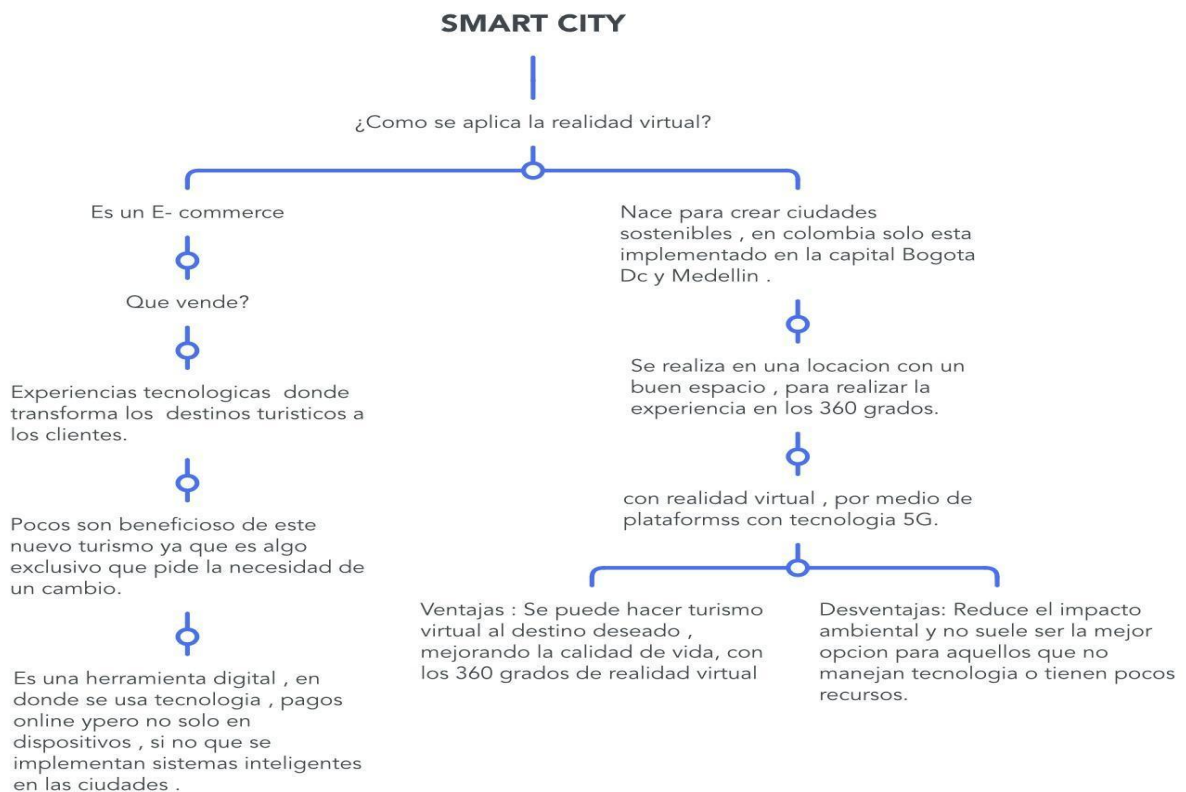 SMART CITY
¿Como se aplica la realidad virtual?
Es un E- commerce
Que vende?
Experiencias tecnologicas donde
transforma los destinos turisticos a
los clientes.
Pocos son beneficioso de este
nuevo turismo ya que es algo
exclusivo que pide la necesidad de
un cambio.
Es una herramienta digital , en
donde se usa tecnologia , pagos
online ypero no solo en
dispositivos , si no que se
implementan sistemas inteligentes
en las ciudades .
Nace para crear ciudades
sostenibles , en colombia solo esta
implementado en la capital Bogota
Dc y Medellin .
Se realiza en una locacion con un
buen espacio , para realizar la
experiencia en los 360 grados.
con realidad virtual , por medio de
plataformss con tecnologia 5G.
Ventajas : Se puede hacer turismo
virtual al destino deseado ,
mejorando la calidad de vida, con
los 360 grados de realidad virtual
Desventajas: Reduce el impacto
ambiental y no suele ser la mejor
opcion para aquellos que no
manejan tecnologia o tienen pocos
recursos.